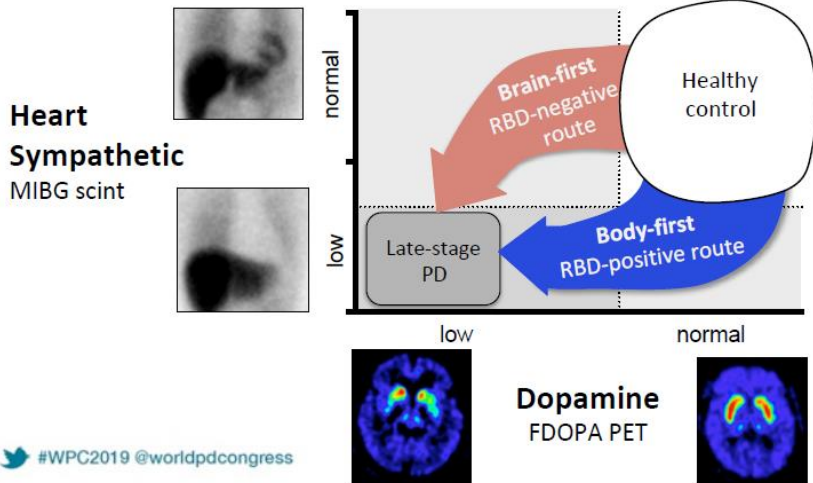 Heart
Sympathetic
MIBG scint
normal
low
Brain-first
RBD-negative
route
Healthy
control
Late-stage
PD
Body-first
RBD-positive route
low
normal
Dopamine
FDOPA PET
#WPC2019 @worldpdcongress